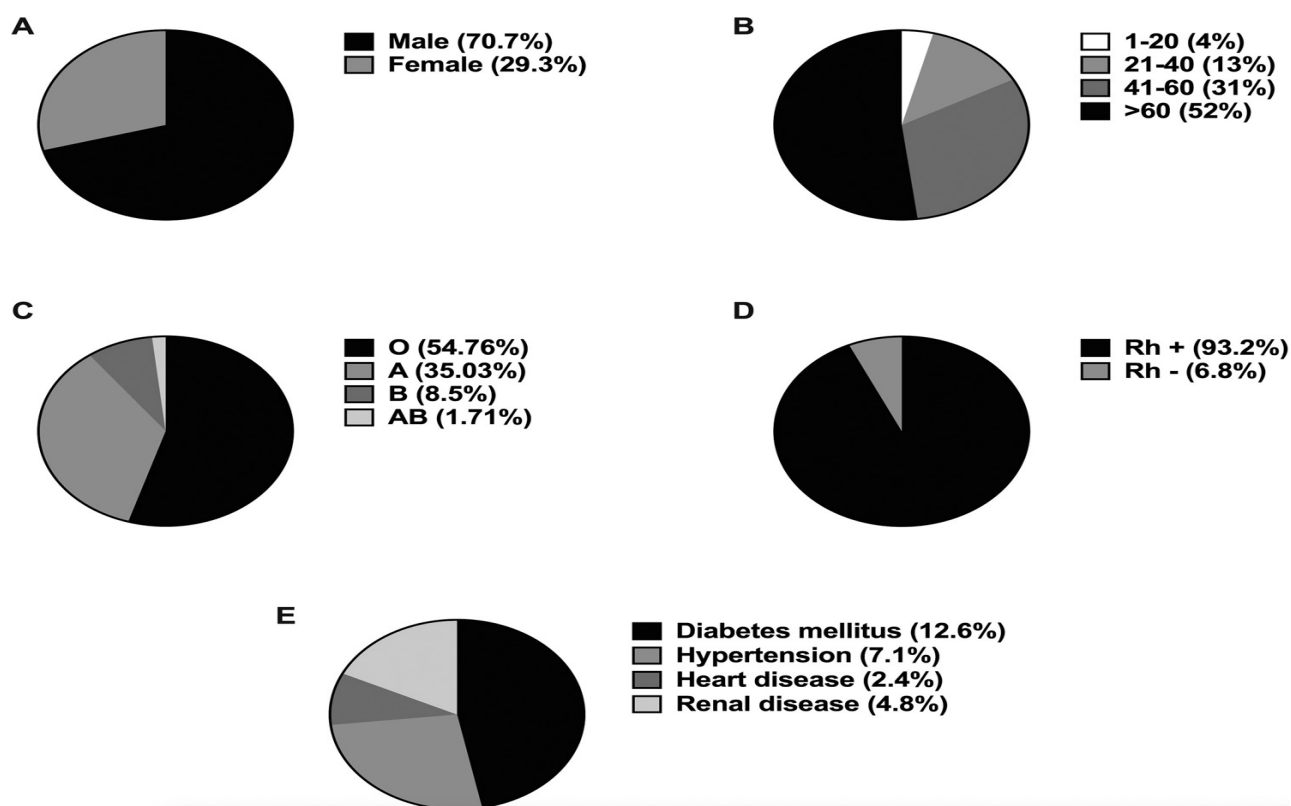 A
Male (70.7%)
Female (29.3%)
B
1-20 (4%)
21-40 (13%)
41-60 (31%)
>60 (52%)
C
O (54.76%)
A (35.03%)
B (8.5%)
AB (1.71%)
D
Rh + (93.2%)
Rh - (6.8%)
E
Diabetes mellitus (12.6%)
Hypertension (7.1%)
Heart disease (2.4%)
Renal disease (4.8%)